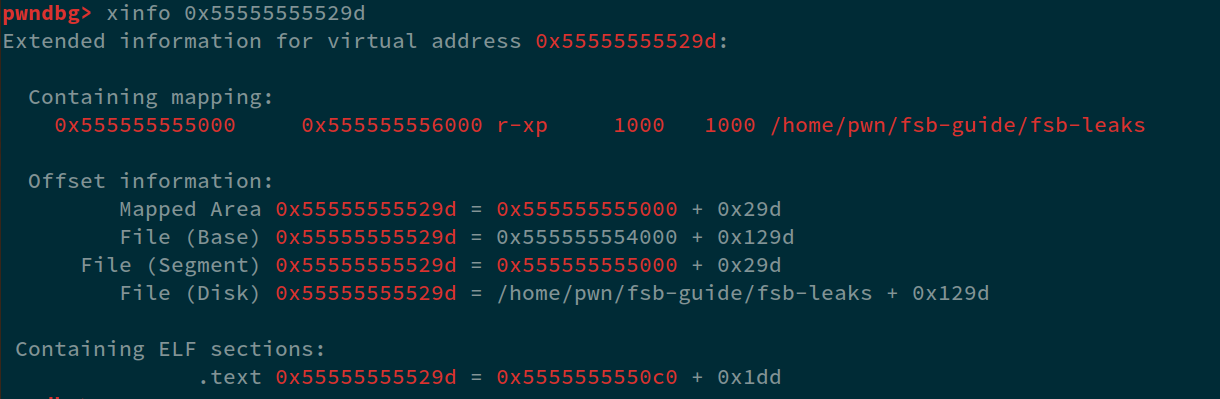 pwndbg> xinfo 0x55555555529d
Extended information for virtual address 0x55555555529d:
Containing mapping:
0x555555555000 0x555555556000 r-xp 1000 1000 /home/pwn/fsb-guide/fsb-leaks
Offset information:
Mapped Area 0x55555555529d = 0x555555555000 + 0x29d
File (Base) 0x55555555529d = 0x555555554000 + 0x129d
File (Segment) 0x55555555529d = 0x555555555000 + 0x29d
File (Disk) 0x55555555529d = /home/pwn/fsb-guide/fsb-leaks + 0x129d
Containing ELF sections:
.text 0x55555555529d = 0x5555555550c0 + 0x1dd